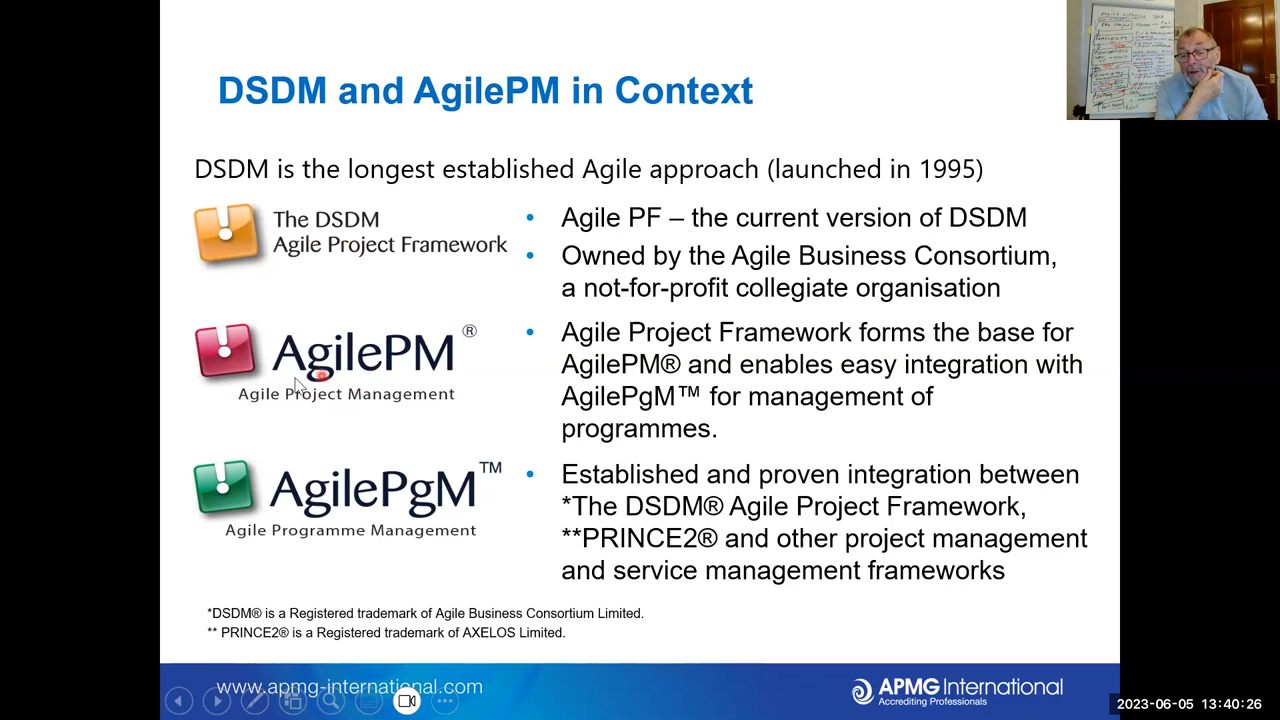 DSDM and AgilePM in Context
DSDM is the longest established Agile approach (launched in 1995)
The DSDM
Agile Project Framework
• Agile PF – the current version of DSDM
• Owned by the Agile Business Consortium,
a not-for-profit collegiate organisation
AgilePM®
Agile Project Management
• Agile Project Framework forms the base for
AgilePM® and enables easy integration with
AgilePgM™ for management of
programmes.
AgilePgM™
Agile Programme Management
• Established and proven integration between
*The DSDM® Agile Project Framework,
**PRINCE2® and other project management
and service management frameworks
*DSDM® is a Registered trademark of Agile Business Consortium Limited.
** PRINCE2® is a Registered trademark of AXELOS Limited.
www.apmg-international.com
APMG International
Accrediting Professionals
2023-06-05 13:40:26